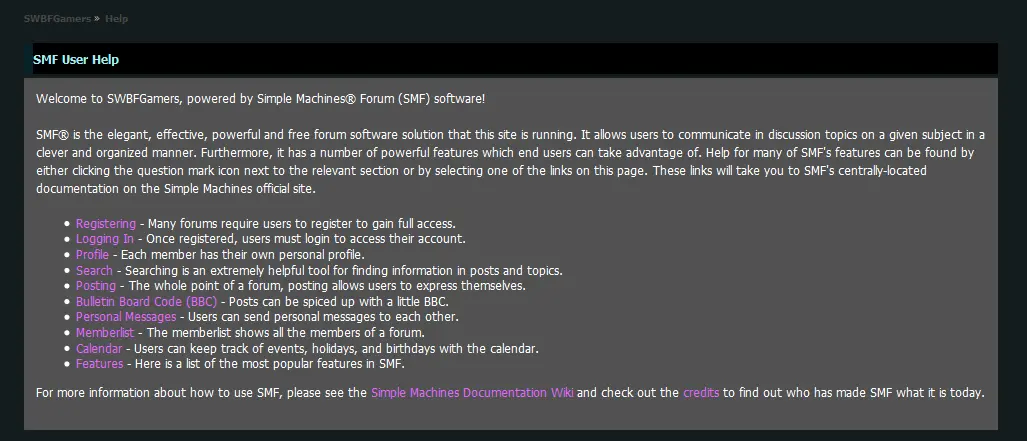 SWBFGamers » Help
SMF User Help
Welcome to SWBFGamers, powered by Simple Machines® Forum (SMF) software!
SMF® is the elegant, effective, powerful and free forum software solution that this site is running. It allows users to communicate in discussion topics on a given subject in a
clever and organized manner. Furthermore, it has a number of powerful features which end users can take advantage of. Help for many of SMF's features can be found by
either clicking the question mark icon next to the relevant section or by selecting one of the links on this page. These links will take you to SMF's centrally-located
documentation on the Simple Machines official site.
• Registering - Many forums require users to register to gain full access.
• Logging In - Once registered, users must login to access their account.
• Profile - Each member has their own personal profile.
• Search - Searching is an extremely helpful tool for finding information in posts and topics.
• Posting - The whole point of a forum, posting allows users to express themselves.
• Bulletin Board Code (BBC) - Posts can be spiced up with a little BBC.
• Personal Messages - Users can send personal messages to each other.
• Memberlist - The memberlist shows all the members of a forum.
• Calendar - Users can keep track of events, holidays, and birthdays with the calendar.
• Features - Here is a list of the most popular features in SMF.
For more information about how to use SMF, please see the Simple Machines Documentation Wiki and check out the credits to find out who has made SMF what it is today.